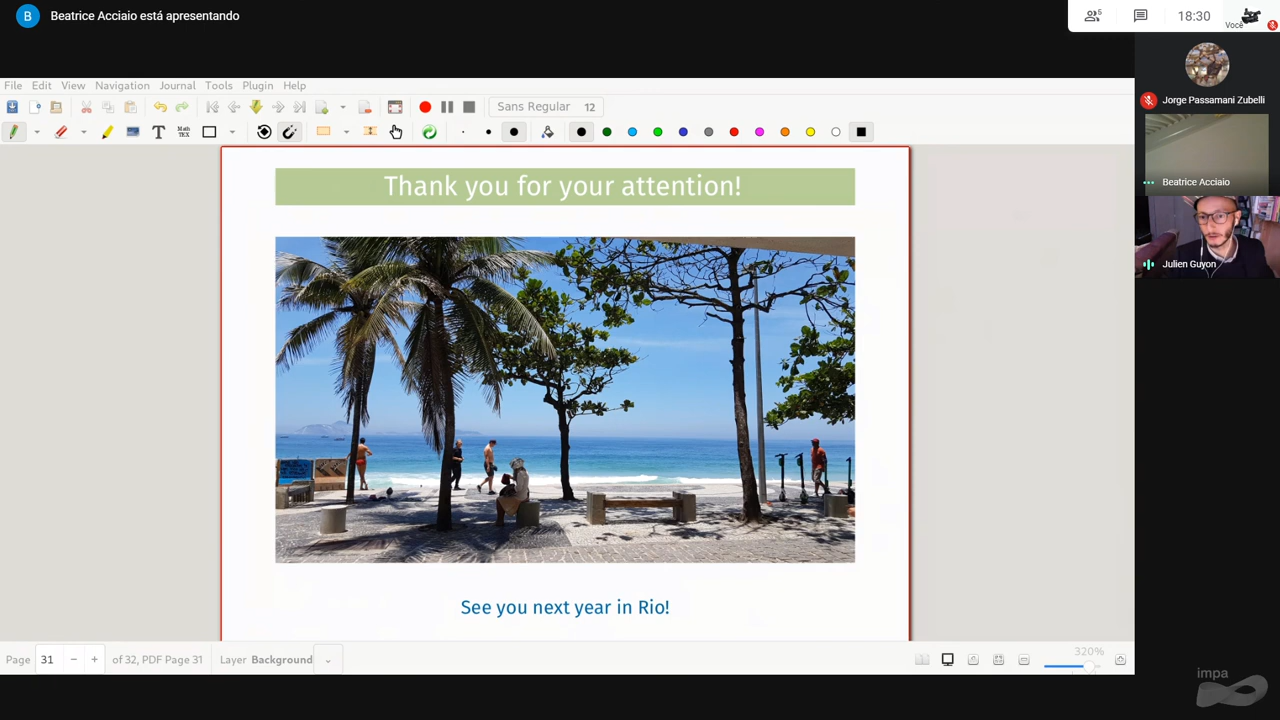 B Beatrice Acciaio está apresentando
5
18:30
Você
File Edit View Navigation Journal Tools Plugin Help
Sans Regular 12
T Math TEX
Jorge Passamani Zubelli
Beatrice Acciaio
Julien Guyon
Thank you for your attention!
See you next year in Rio!
Page 31 − + of 32, PDF Page 31 Layer Background
320%
impa